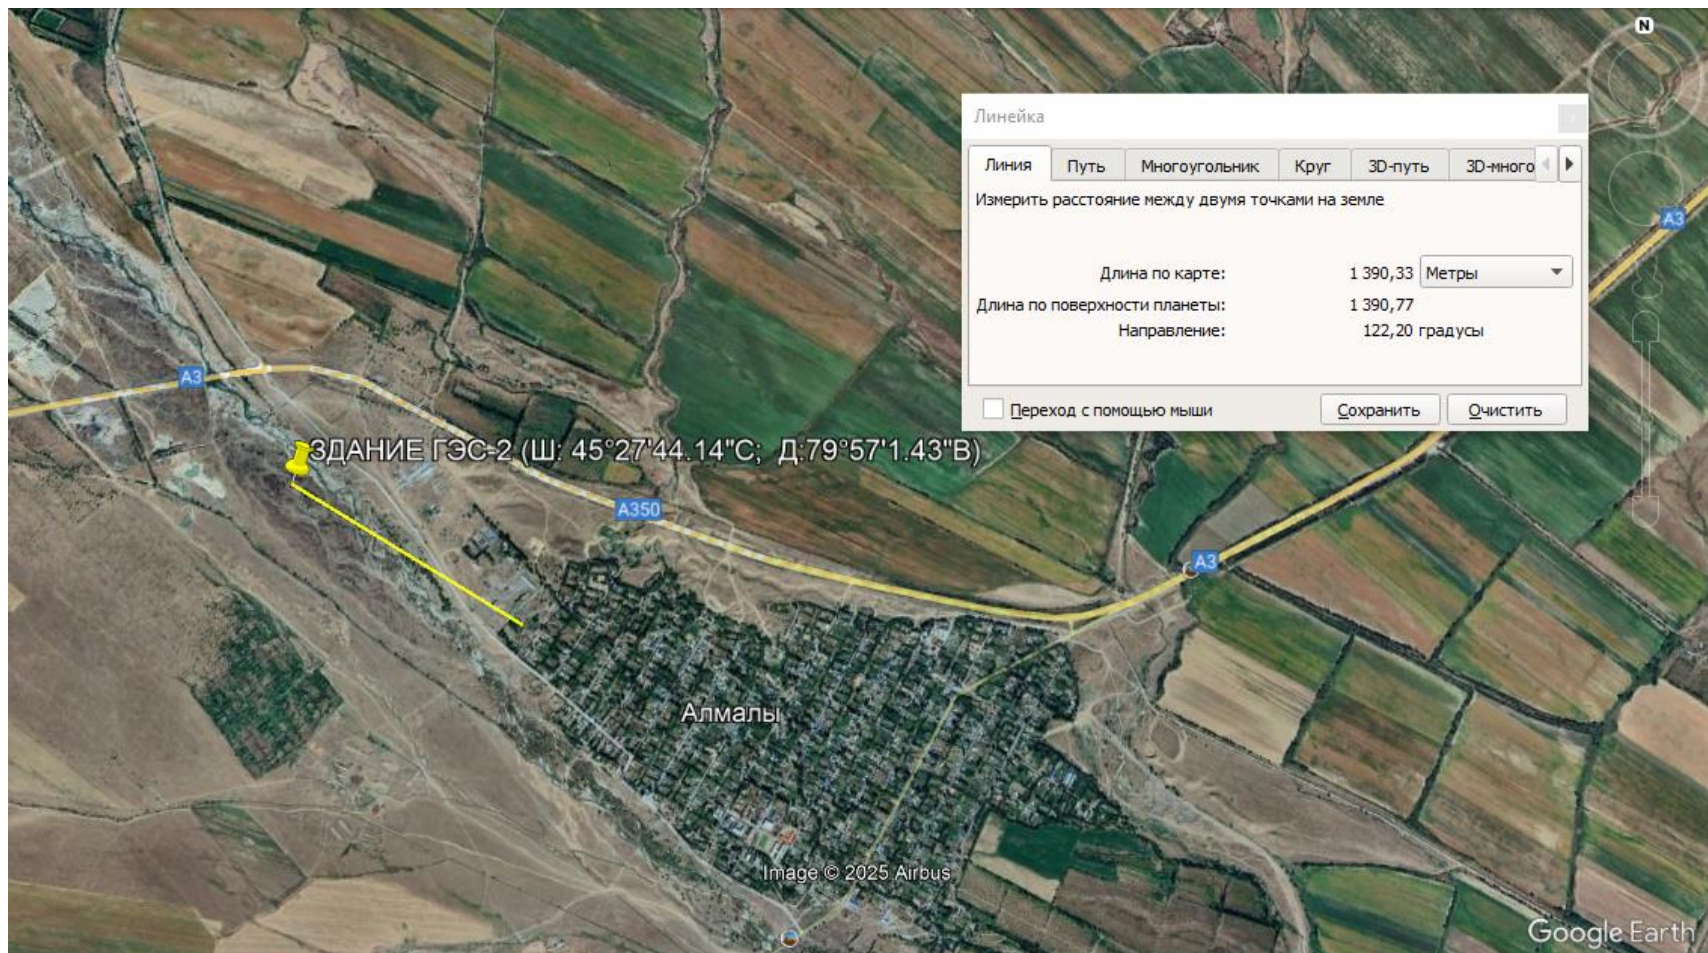 N
Линейка
Линия Путь Многоугольник Круг 3D-путь 3D-много
Измерить расстояние между двумя точками на земле
Длина по карте: 1 390,33 Метры
Длина по поверхности планеты: 1 390,77
Направление: 122,20 градусы
Переход с помощью мыши Сохранить Очистить
A3
A3
ЗДАНИЕ ГЭС-2 (Ш: 45°27'44.14"С; Д:79°57'1.43"В)
A350
A3
Алмалы
Image © 2025 Airbus
Google Earth